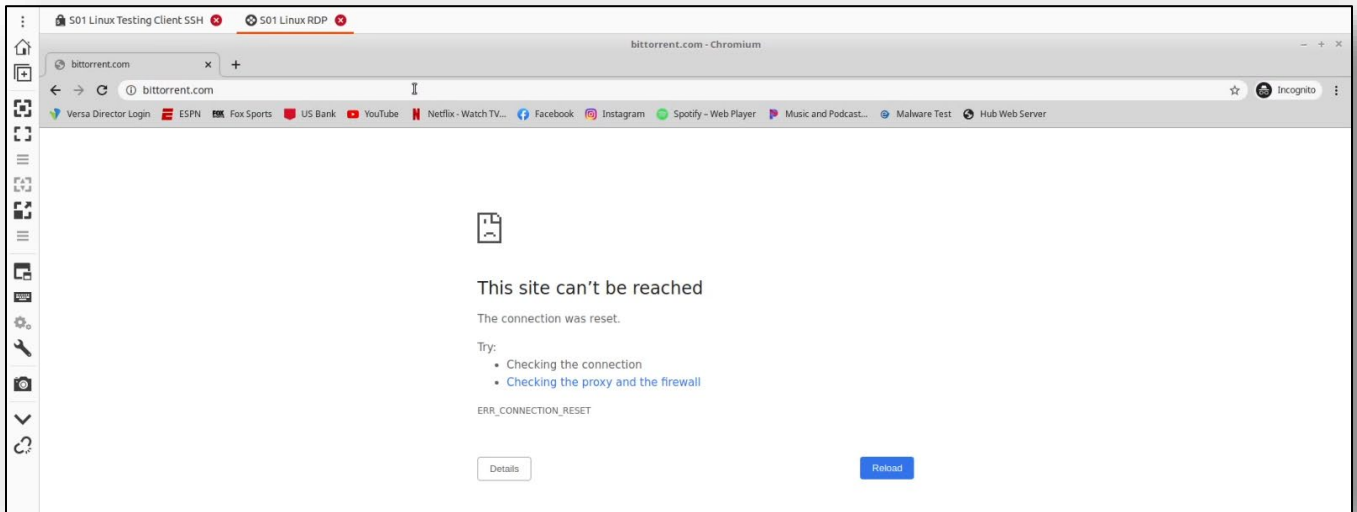 S01 Linux Testing Client SSH S01 Linux RDP
bittorrent.com - Chromium
bittorrent.com
bittorrent.com Incognito
Versa Director Login ESPN Fox Sports US Bank YouTube Netflix - Watch TV... Facebook Instagram Spotify – Web Player Music and Podcast... Malware Test Hub Web Server
This site can’t be reached
The connection was reset.
Try:
• Checking the connection
• Checking the proxy and the firewall
ERR_CONNECTION_RESET
Details Reload